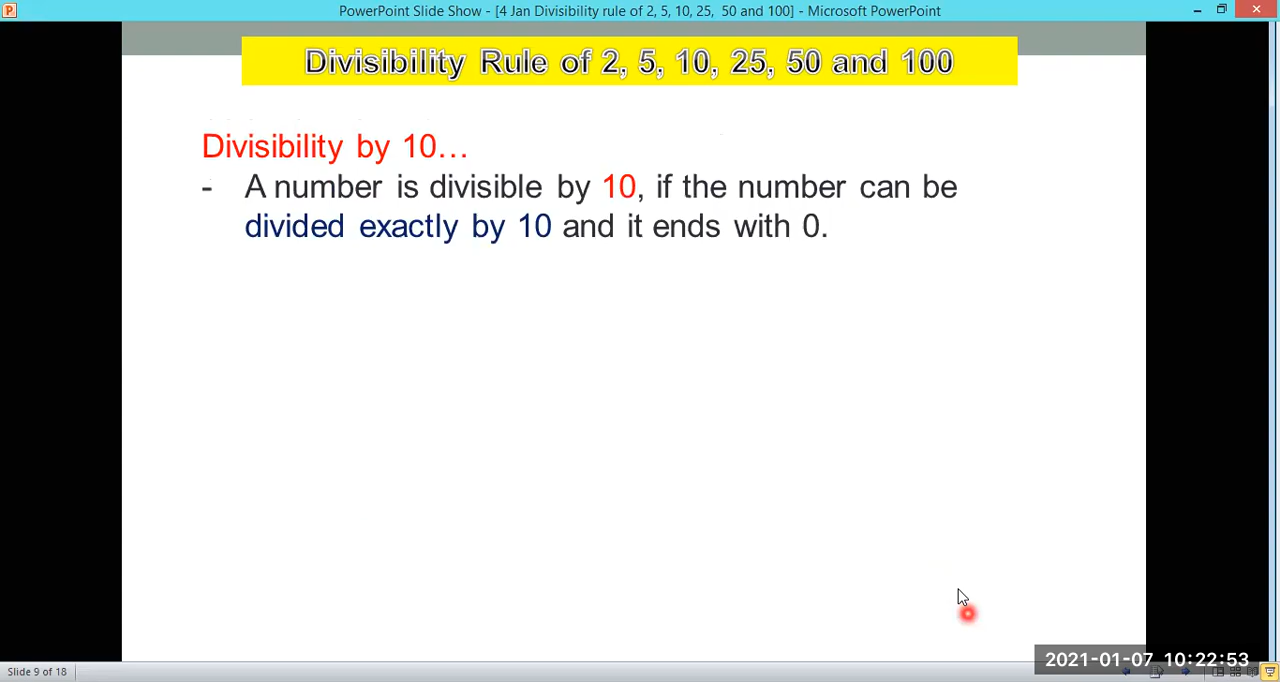 PowerPoint Slide Show - [4 Jan Divisibility rule of 2, 5, 10, 25,  50 and 100] - Microsoft PowerPoint
Divisibility Rule of 2, 5, 10, 25, 50 and 100
Divisibility by 10…
- A number is divisible by 10, if the number can be
divided exactly by 10 and it ends with 0.
2021-01-07 10:22:53
Slide 9 of 18